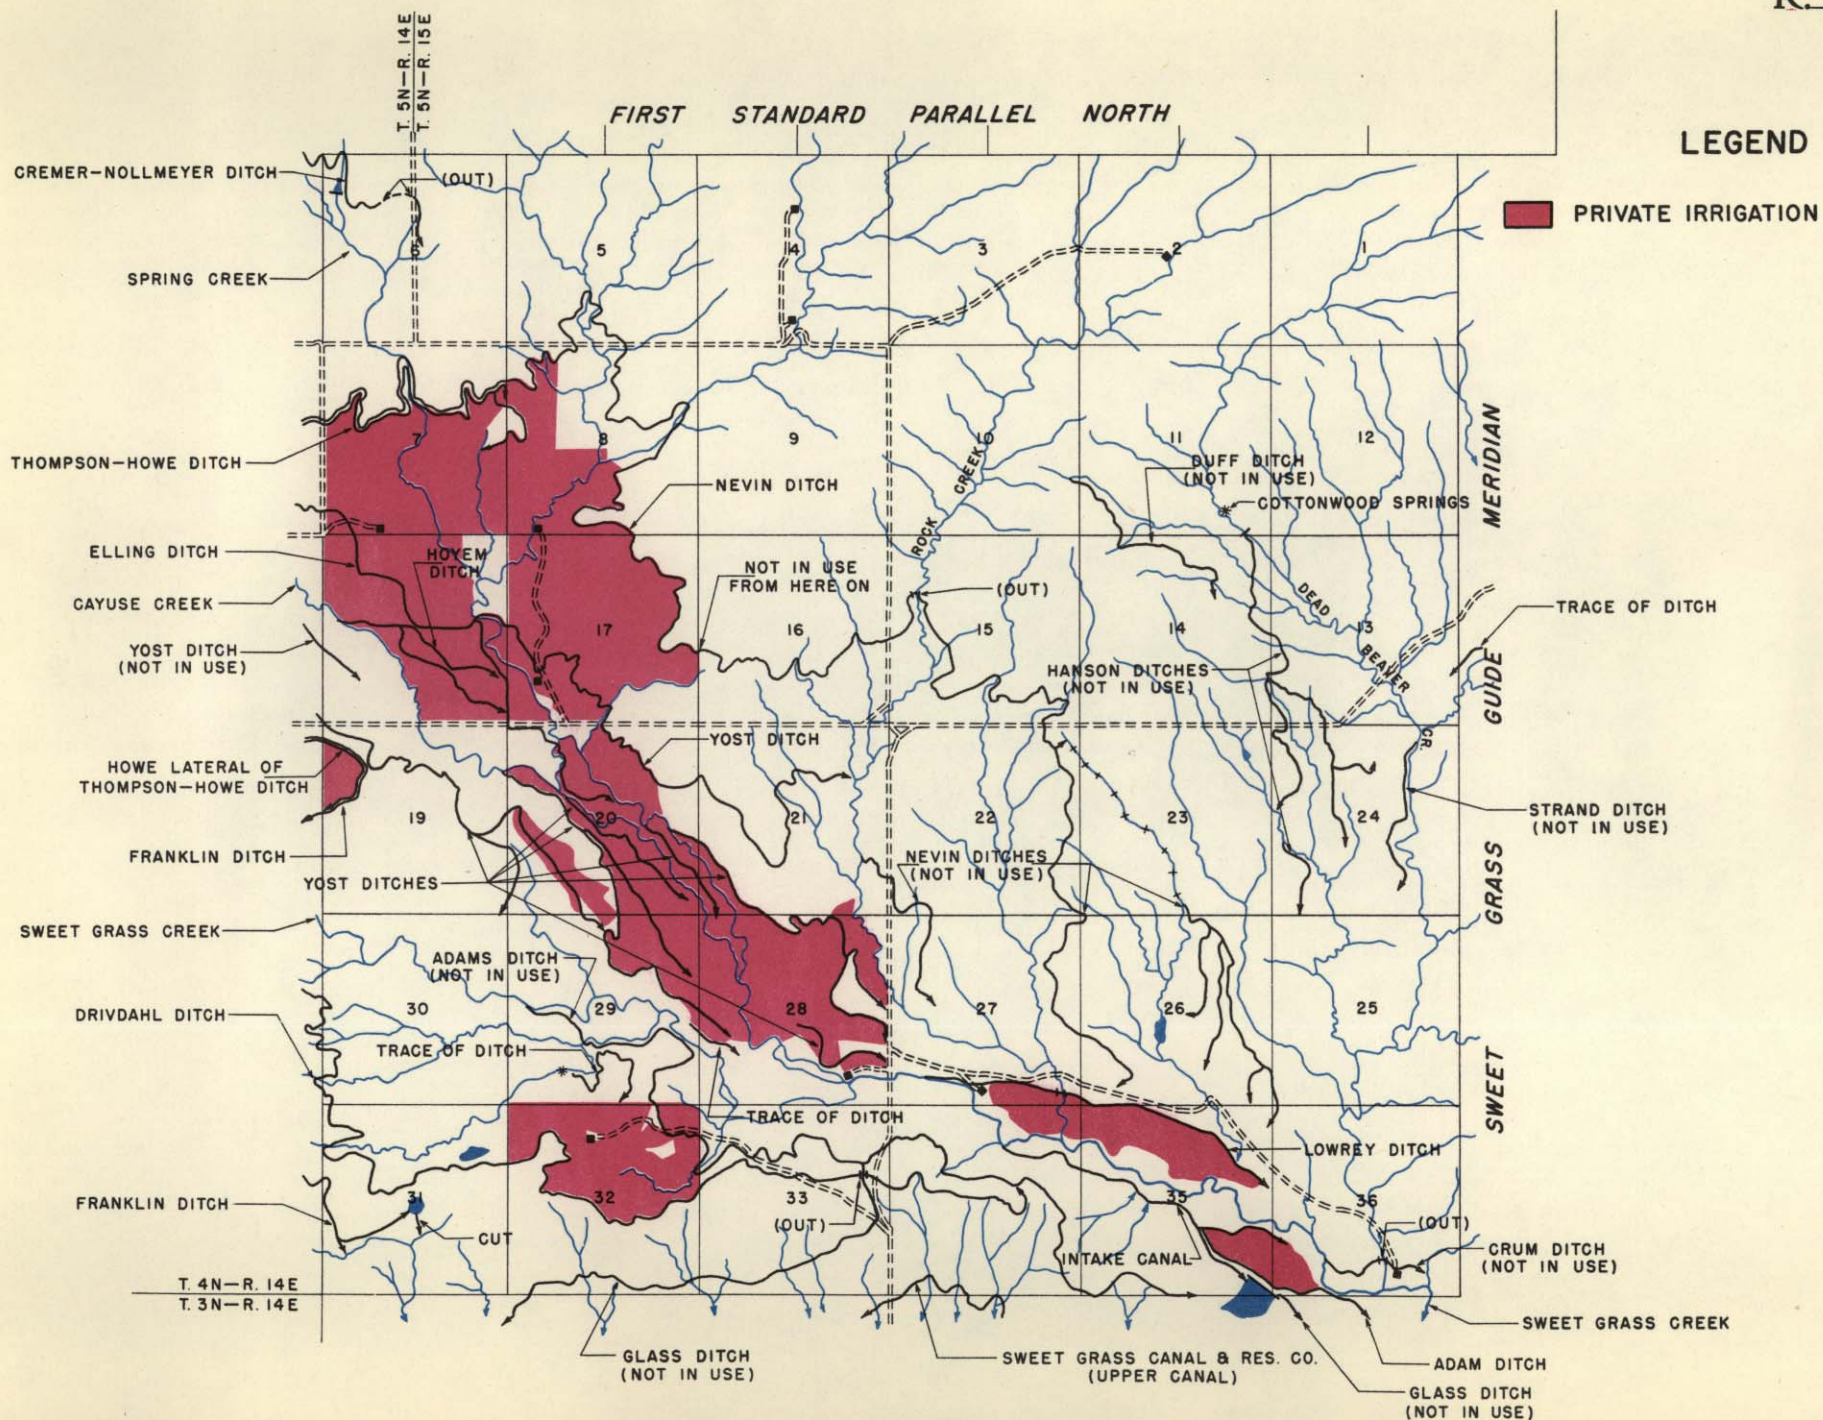 R.
T. 5N–R. 14E
T. 5N–R. 15E
FIRST STANDARD PARALLEL NORTH
LEGEND
PRIVATE IRRIGATION
CREMER–NOLLMEYER DITCH
(OUT)
SPRING CREEK
6 5 4 3 2 1
THOMPSON–HOWE DITCH
7 8 9 10 11 12
NEVIN DITCH
ROCK CREEK
DUFF DITCH
(NOT IN USE)
COTTONWOOD SPRINGS
MERIDIAN
ELLING DITCH
HOYEM
DITCH
NOT IN USE
FROM HERE ON
(OUT)
CAYUSE CREEK
DEAD BEAVER CR.
TRACE OF DITCH
17 16 15 14 13
YOST DITCH
(NOT IN USE)
HANSON DITCHES
(NOT IN USE)
GUIDE
YOST DITCH
HOWE LATERAL OF
THOMPSON–HOWE DITCH
19 20 21 22 23 24
STRAND DITCH
(NOT IN USE)
FRANKLIN DITCH
YOST DITCHES
NEVIN DITCHES
(NOT IN USE)
GRASS
SWEET GRASS CREEK
ADAMS DITCH
(NOT IN USE)
30 29 28 27 26 25
DRIVDAHL DITCH
TRACE OF DITCH
SWEET
TRACE OF DITCH
LOWREY DITCH
FRANKLIN DITCH
31 32 33 35 36
(OUT)
(OUT)
CUT
INTAKE CANAL
CRUM DITCH
(NOT IN USE)
T. 4N–R. 14E
T. 3N–R. 14E
SWEET GRASS CREEK
GLASS DITCH
(NOT IN USE)
SWEET GRASS CANAL & RES. CO.
(UPPER CANAL)
ADAM DITCH
GLASS DITCH
(NOT IN USE)